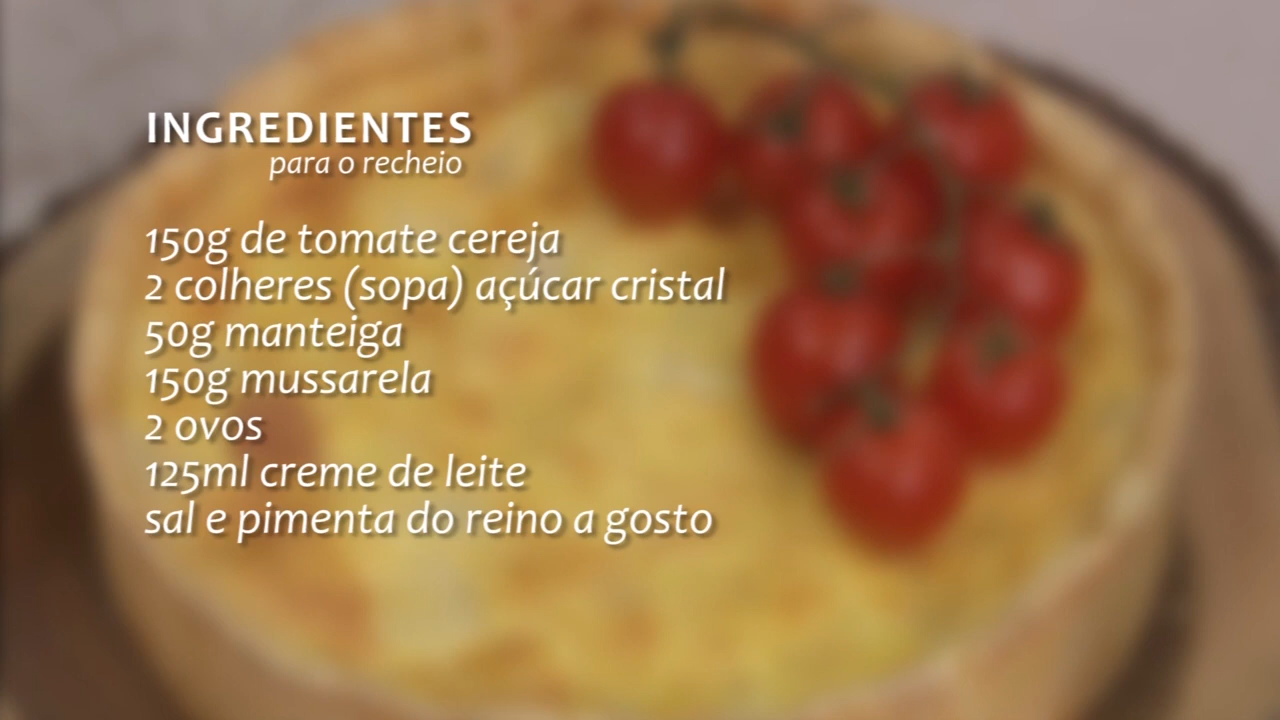 INGREDIENTES
para o recheio
150g de tomate cereja
2 colheres (sopa) açúcar cristal
50g manteiga
150g mussarela
2 ovos
125ml creme de leite
sal e pimenta do reino a gosto